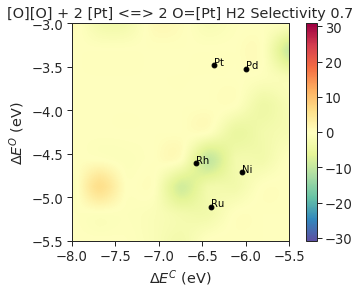 [O][O] + 2 [Pt] <=> 2 O=[Pt] H2 Selectivity 0.7
−3.0
−3.5
−4.0
−4.5
−5.0
−5.5
ΔE^O (eV)
Pt
Pd
Rh
Ni
Ru
−8.0 −7.5 −7.0 −6.5 −6.0 −5.5
ΔE^C (eV)
30
20
10
0
−10
−20
−30